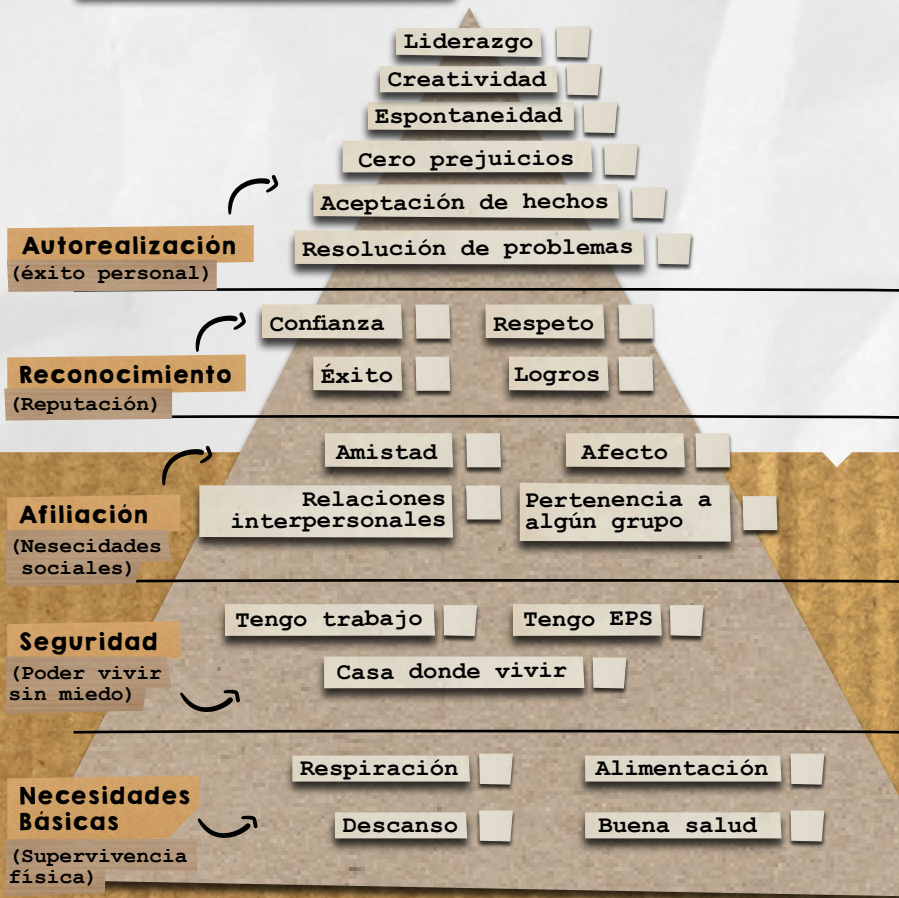 Liderazgo
Creatividad
Espontaneidad
Cero prejuicios
Aceptación de hechos
Autorealización
(éxito personal)
Resolución de problemas
Confianza
Respeto
Reconocimiento
(Reputación)
Éxito
Logros
Amistad
Afecto
Afiliación
(Nesecidades
sociales)
Relaciones
interpersonales
Pertenencia a
algún grupo
Tengo trabajo
Tengo EPS
Seguridad
(Poder vivir
sin miedo)
Casa donde vivir
Respiración
Alimentación
Necesidades
Básicas
(Supervivencia
física)
Descanso
Buena salud